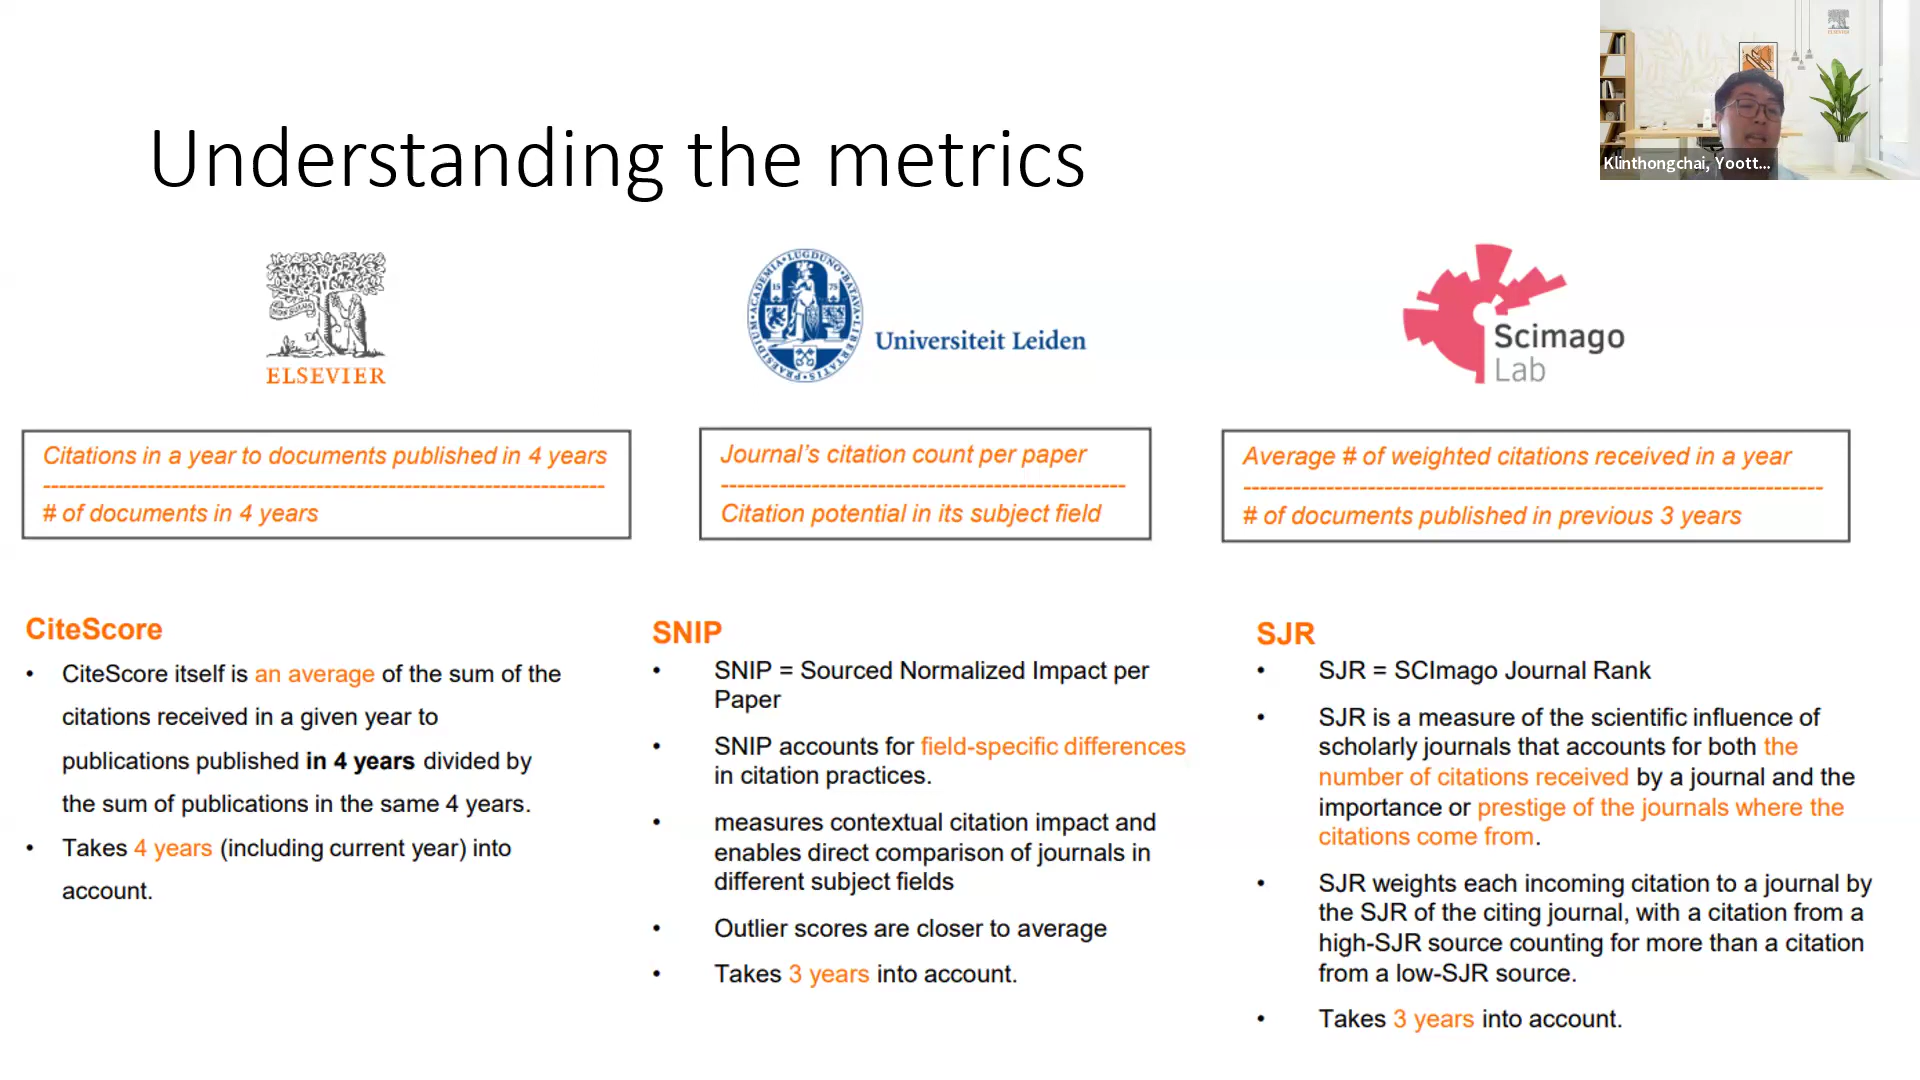 Understanding the metrics
ELSEVIER
Klinthongchai, Yoott...
ELSEVIER
ACADEMIA LUGDUNO BATAVA LIBERTATIS PRAESIDIUM
15 75
Universiteit Leiden
Scimago
Lab
Citations in a year to documents published in 4 years
# of documents in 4 years
Journal's citation count per paper
Citation potential in its subject field
Average # of weighted citations received in a year
# of documents published in previous 3 years
CiteScore
• CiteScore itself is an average of the sum of the
citations received in a given year to
publications published in 4 years divided by
the sum of publications in the same 4 years.
• Takes 4 years (including current year) into
account.
SNIP
• SNIP = Sourced Normalized Impact per
Paper
• SNIP accounts for field-specific differences
in citation practices.
• measures contextual citation impact and
enables direct comparison of journals in
different subject fields
• Outlier scores are closer to average
• Takes 3 years into account.
SJR
• SJR = SCImago Journal Rank
• SJR is a measure of the scientific influence of
scholarly journals that accounts for both the
number of citations received by a journal and the
importance or prestige of the journals where the
citations come from.
• SJR weights each incoming citation to a journal by
the SJR of the citing journal, with a citation from a
high-SJR source counting for more than a citation
from a low-SJR source.
• Takes 3 years into account.